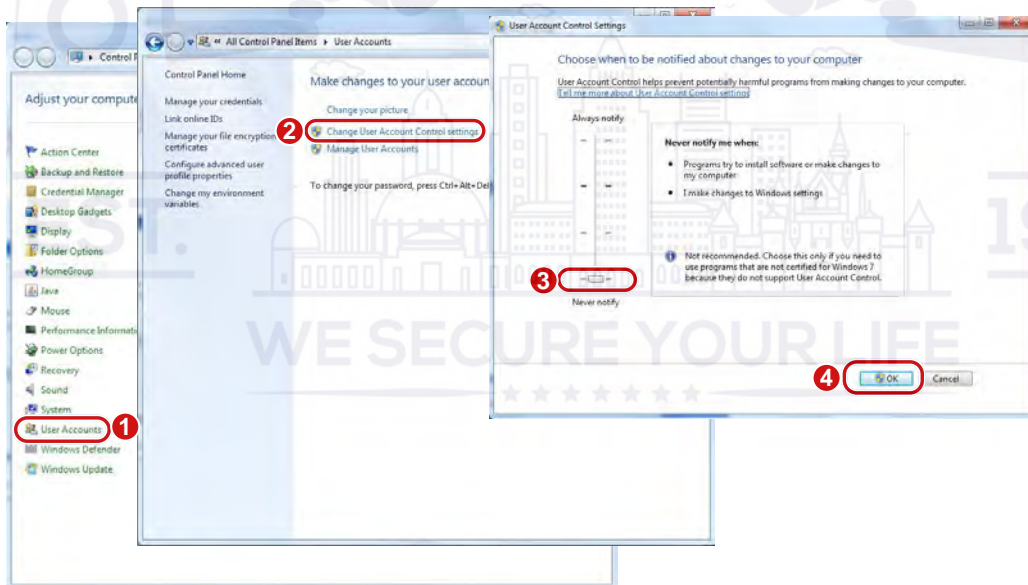 Control P
Adjust your compute
Action Center
Backup and Restore
Credential Manager
Desktop Gadgets
Display
Folder Options
HomeGroup
Java
Mouse
Performance Informati
Power Options
Recovery
Sound
System
User Accounts
1
Windows Defender
Windows Update
« All Control Panel Items ▸ User Accounts
Control Panel Home
Manage your credentials
Link online IDs
Manage your file encryption
certificates
Configure advanced user
profile properties
Change my environment
variables
Make changes to your user accoun
Change your picture
2
Change User Account Control settings
Manage User Accounts
To change your password, press Ctrl+Alt+Del
User Account Control Settings
Choose when to be notified about changes to your computer
User Account Control helps prevent potentially harmful programs from making changes to your computer.
Tell me more about User Account Control settings
Always notify
Never notify me when:
• Programs try to install software or make changes to
my computer
• I make changes to Windows settings
Not recommended. Choose this only if you need to
use programs that are not certified for Windows 7
because they do not support User Account Control.
3
Never notify
4
OK
Cancel
EST.
19
WE SECURE YOUR LIFE